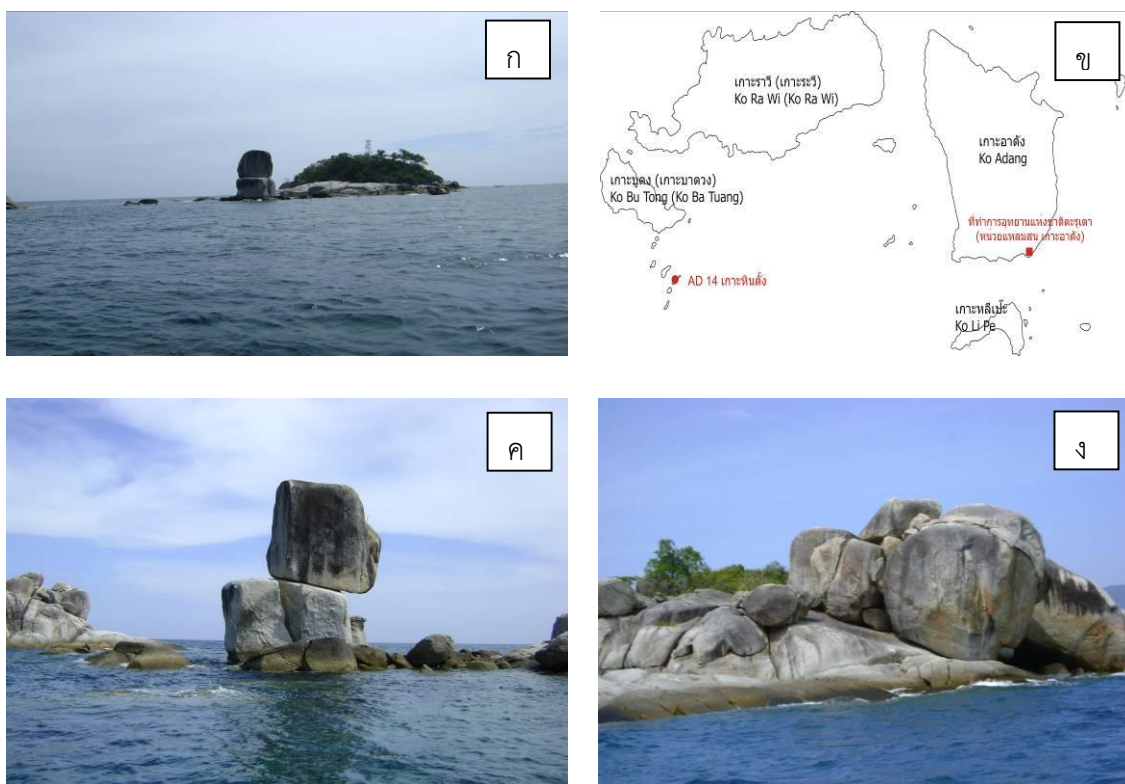 ก
ข
เกาะราวี (เกาะระวี)
Ko Ra Wi (Ko Ra Wi)
เกาะอาดัง
Ko Adang
เกาะบุตง (เกาะบาตวง)
Ko Bu Tong (Ko Ba Tuang)
ที่ทำการอุทยานแห่งชาติตะรุเตา
(หน่วยแหลมสน เกาะอาดัง)
AD 14 เกาะหินตั้ง
เกาะหลีเป๊ะ
Ko Li Pe
ค
ง